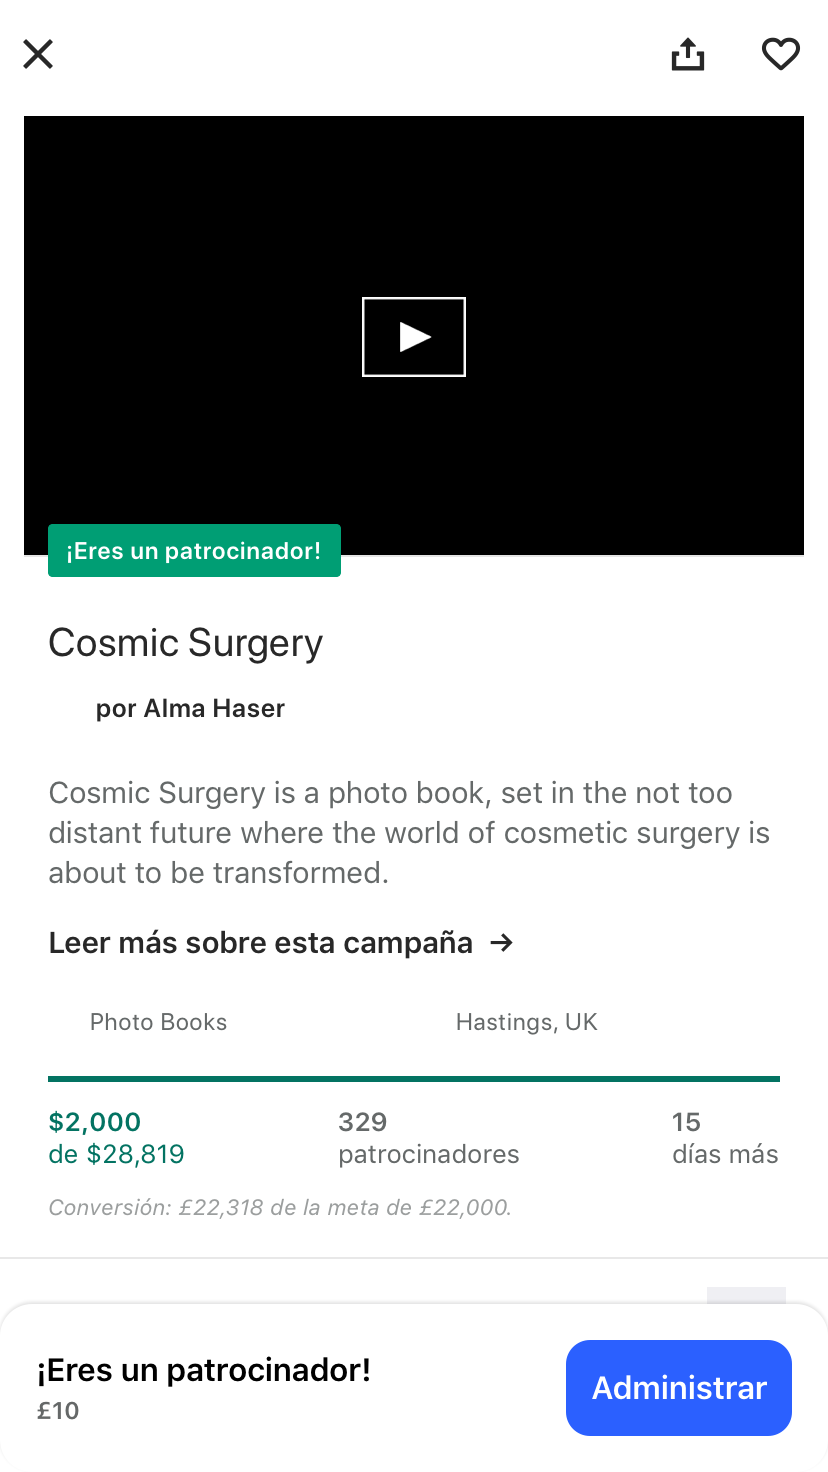 ¡Eres un patrocinador!
Cosmic Surgery
por Alma Haser
Cosmic Surgery is a photo book, set in the not too
distant future where the world of cosmetic surgery is
about to be transformed.
Leer más sobre esta campaña →
Photo Books
Hastings, UK
$2,000
de $28,819
329
patrocinadores
15
días más
Conversión: £22,318 de la meta de £22,000.
¡Eres un patrocinador!
£10
Administrar